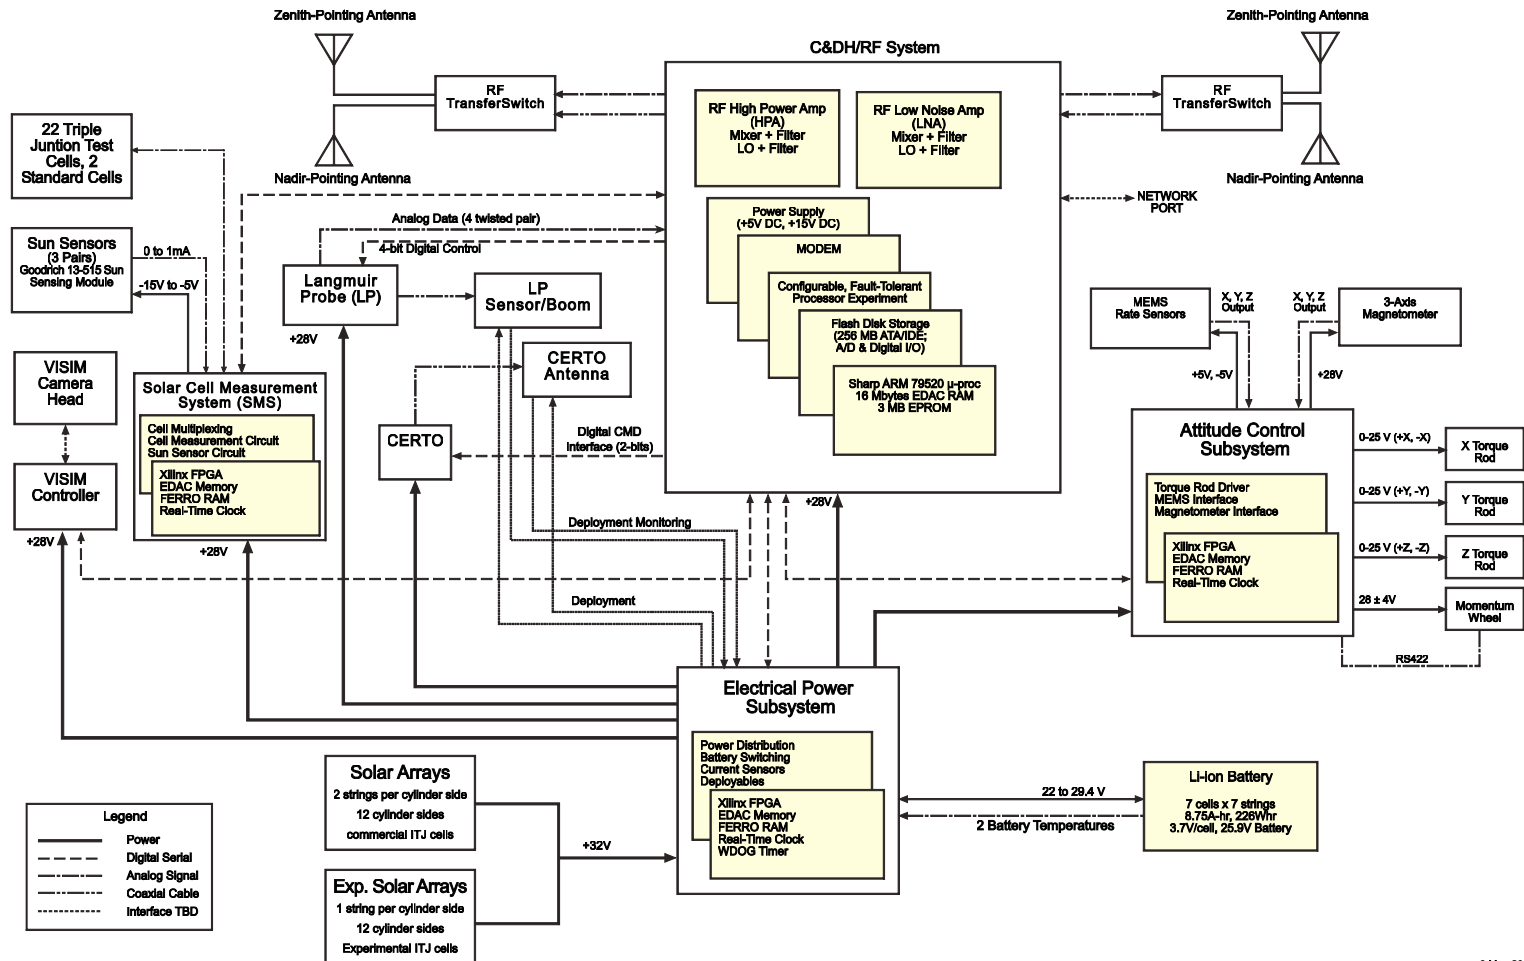 Zenith-Pointing Antenna
Zenith-Pointing Antenna
C&DH/RF System
RF
TransferSwitch
RF
TransferSwitch
RF High Power Amp
(HPA)
Mixer + Filter
LO + Filter
RF Low Noise Amp
(LNA)
Mixer + Filter
LO + Filter
22 Triple
Juntion Test
Cells, 2
Standard Cells
Nadir-Pointing Antenna
Nadir-Pointing Antenna
NETWORK
PORT
Analog Data (4 twisted pair)
4-bit Digital Control
Power Supply
(+5V DC, +15V DC)
MODEM
Configurable, Fault-Tolerant
Processor Experiment
Flash Disk Storage
(256 MB ATA/IDE;
A/D & Digital I/O)
Sharp ARM 79520 µ-proc
16 Mbytes EDAC RAM
3 MB EPROM
Sun Sensors
(3 Pairs)
Goodrich 13-515 Sun
Sensing Module
0 to 1mA
-15V to -5V
Langmuir
Probe (LP)
+28V
LP
Sensor/Boom
CERTO
Antenna
CERTO
Digital CMD
Interface (2-bits)
MEMS
Rate Sensors
X, Y, Z
Output
X, Y, Z
Output
3-Axis
Magnetometer
+5V, -5V
+28V
VISIM
Camera
Head
VISIM
Controller
+28V
Solar Cell Measurement
System (SMS)
Cell Multiplexing
Cell Measurement Circuit
Sun Sensor Circuit
Xilinx FPGA
EDAC Memory
FERRO RAM
Real-Time Clock
+28V
Attitude Control
Subsystem
Torque Rod Driver
MEMS Interface
Magnetometer Interface
Xilinx FPGA
EDAC Memory
FERRO RAM
Real-Time Clock
0-25 V (+X, -X)
X Torque
Rod
0-25 V (+Y, -Y)
Y Torque
Rod
0-25 V (+Z, -Z)
Z Torque
Rod
28 ± 4V
Momentum
Wheel
RS422
+28V
Deployment Monitoring
Deployment
Electrical Power
Subsystem
Power Distribution
Battery Switching
Current Sensors
Deployables
Xilinx FPGA
EDAC Memory
FERRO RAM
Real-Time Clock
WDOG Timer
22 to 29.4 V
2 Battery Temperatures
Li-ion Battery
7 cells x 7 strings
8.75A-hr, 226Whr
3.7V/cell, 25.9V Battery
Solar Arrays
2 strings per cylinder side
12 cylinder sides
commercial ITJ cells
+32V
Exp. Solar Arrays
1 string per cylinder side
12 cylinder sides
Experimental ITJ cells
Legend
Power
Digital Serial
Analog Signal
Coaxial Cable
Interface TBD